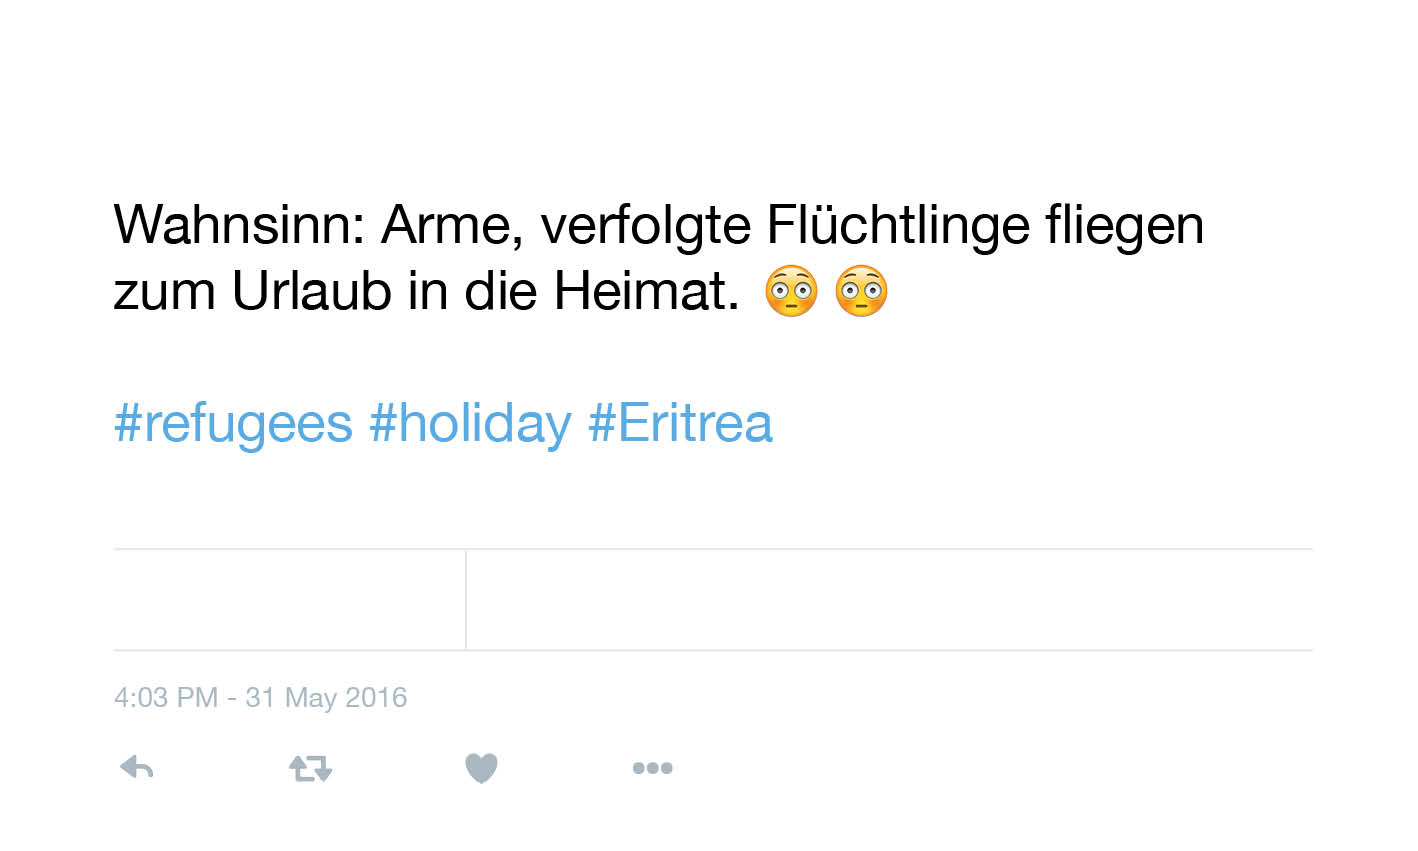 Wahnsinn: Arme, verfolgte Flüchtlinge fliegen
zum Urlaub in die Heimat. 😳 😳
#refugees #holiday #Eritrea
4:03 PM - 31 May 2016